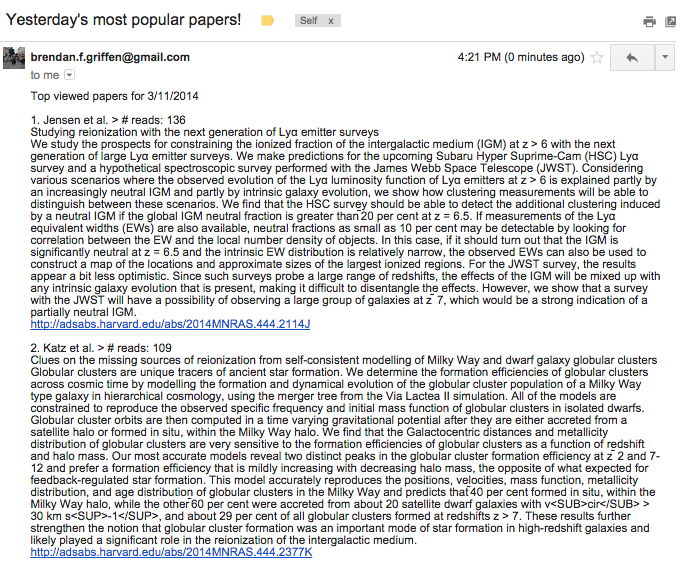 Yesterday's most popular papers!
Self x
brendan.f.griffen@gmail.com
4:21 PM (0 minutes ago)
to me
Top viewed papers for 3/11/2014
1. Jensen et al. > # reads: 136
Studying reionization with the next generation of Lyα emitter surveys
We study the prospects for constraining the ionized fraction of the intergalactic medium (IGM) at z > 6 with the next
generation of large Lyα emitter surveys. We make predictions for the upcoming Subaru Hyper Suprime-Cam (HSC) Lyα
survey and a hypothetical spectroscopic survey performed with the James Webb Space Telescope (JWST). Considering
various scenarios where the observed evolution of the Lyα luminosity function of Lyα emitters at z > 6 is explained partly by
an increasingly neutral IGM and partly by intrinsic galaxy evolution, we show how clustering measurements will be able to
distinguish between these scenarios. We find that the HSC survey should be able to detect the additional clustering induced
by a neutral IGM if the global IGM neutral fraction is greater than ̃20 per cent at z = 6.5. If measurements of the Lyα
equivalent widths (EWs) are also available, neutral fractions as small as 10 per cent may be detectable by looking for
correlation between the EW and the local number density of objects. In this case, if it should turn out that the IGM is
significantly neutral at z = 6.5 and the intrinsic EW distribution is relatively narrow, the observed EWs can also be used to
construct a map of the locations and approximate sizes of the largest ionized regions. For the JWST survey, the results
appear a bit less optimistic. Since such surveys probe a large range of redshifts, the effects of the IGM will be mixed up with
any intrinsic galaxy evolution that is present, making it difficult to disentangle the effects. However, we show that a survey
with the JWST will have a possibility of observing a large group of galaxies at z ̃ 7, which would be a strong indication of a
partially neutral IGM.
http://adsabs.harvard.edu/abs/2014MNRAS.444.2114J
2. Katz et al. > # reads: 109
Clues on the missing sources of reionization from self-consistent modelling of Milky Way and dwarf galaxy globular clusters
Globular clusters are unique tracers of ancient star formation. We determine the formation efficiencies of globular clusters
across cosmic time by modelling the formation and dynamical evolution of the globular cluster population of a Milky Way
type galaxy in hierarchical cosmology, using the merger tree from the Via Lactea II simulation. All of the models are
constrained to reproduce the observed specific frequency and initial mass function of globular clusters in isolated dwarfs.
Globular cluster orbits are then computed in a time varying gravitational potential after they are either accreted from a
satellite halo or formed in situ, within the Milky Way halo. We find that the Galactocentric distances and metallicity
distribution of globular clusters are very sensitive to the formation efficiencies of globular clusters as a function of redshift
and halo mass. Our most accurate models reveal two distinct peaks in the globular cluster formation efficiency at z ̃ 2 and 7-
12 and prefer a formation efficiency that is mildly increasing with decreasing halo mass, the opposite of what expected for
feedback-regulated star formation. This model accurately reproduces the positions, velocities, mass function, metallicity
distribution, and age distribution of globular clusters in the Milky Way and predicts that ̃40 per cent formed in situ, within the
Milky Way halo, while the other ̃60 per cent were accreted from about 20 satellite dwarf galaxies with v<SUB>cir</SUB> >
30 km s<SUP>-1</SUP>, and about 29 per cent of all globular clusters formed at redshifts z > 7. These results further
strengthen the notion that globular cluster formation was an important mode of star formation in high-redshift galaxies and
likely played a significant role in the reionization of the intergalactic medium.
http://adsabs.harvard.edu/abs/2014MNRAS.444.2377K